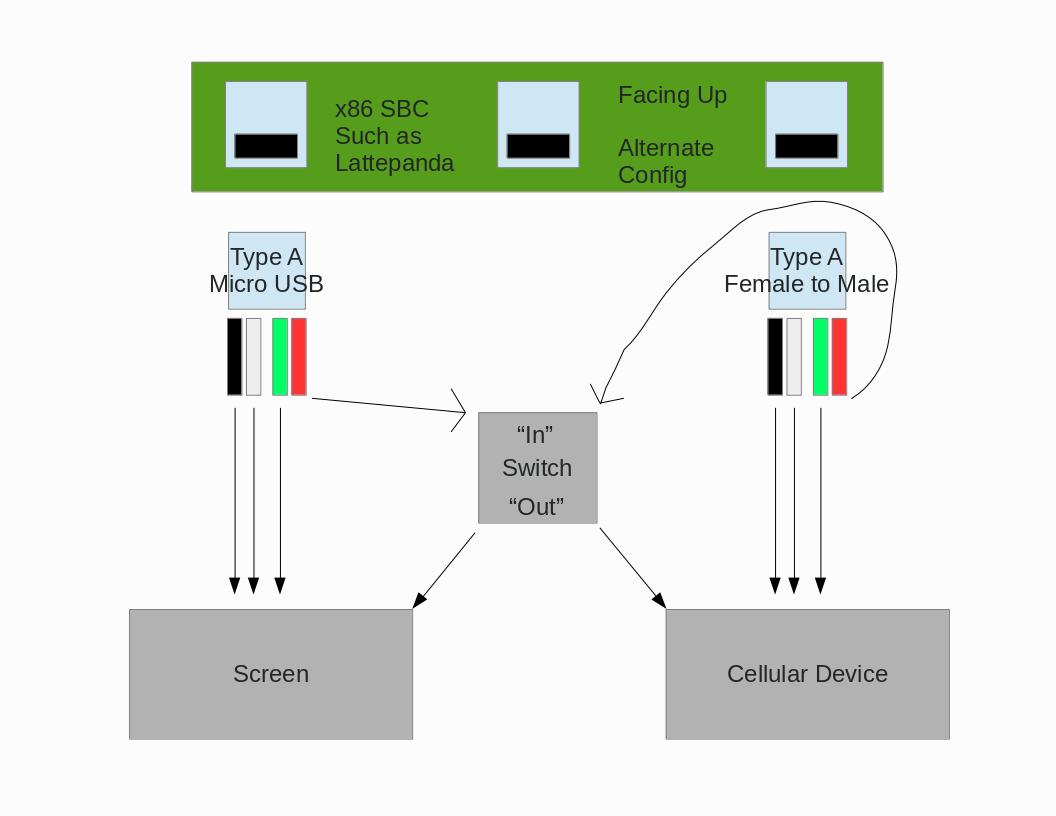 x86 SBC
Such as
Lattepanda
Facing Up
Alternate
Config
Type A
Micro USB
Type A
Female to Male
“In”
Switch
“Out”
Screen
Cellular Device